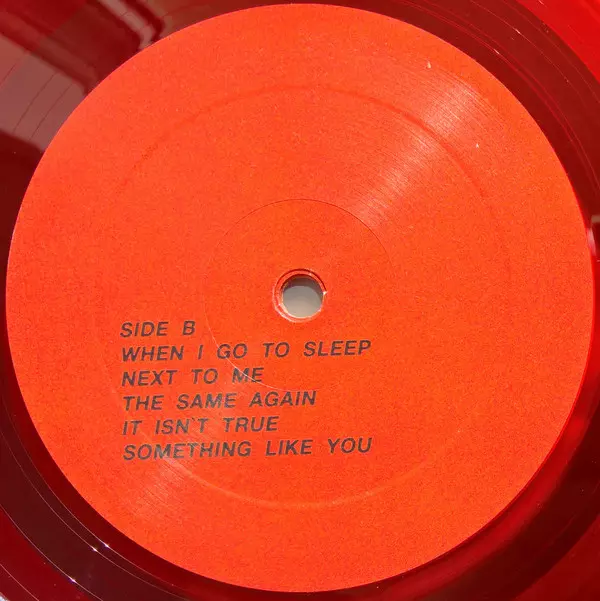 SIDE B
WHEN I GO TO SLEEP
NEXT TO ME
THE SAME AGAIN
IT ISN'T TRUE
SOMETHING LIKE YOU